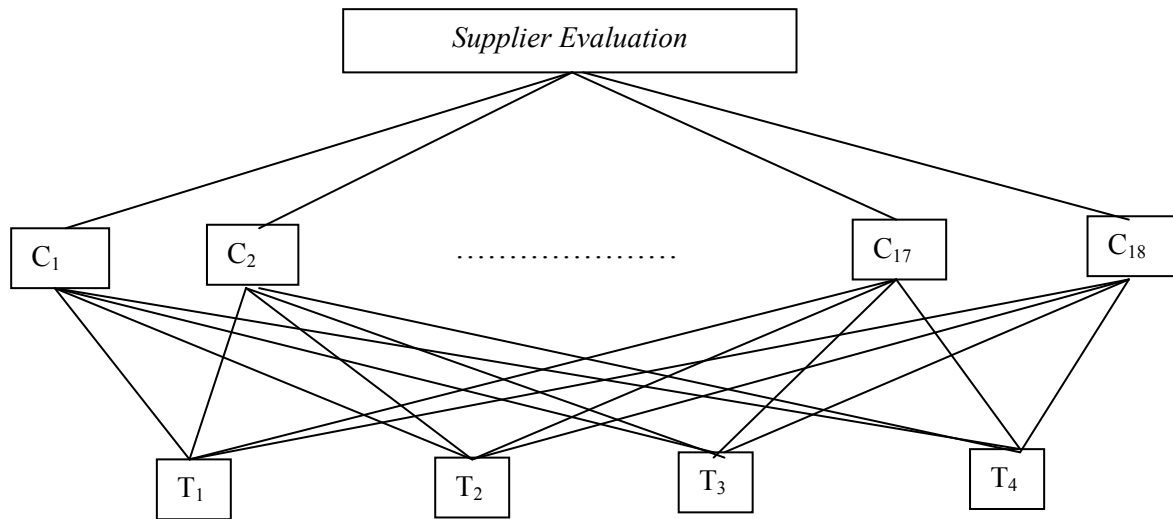 Supplier Evaluation
C₁ C₂ ..................... C₁₇ C₁₈
T₁ T₂ T₃ T₄